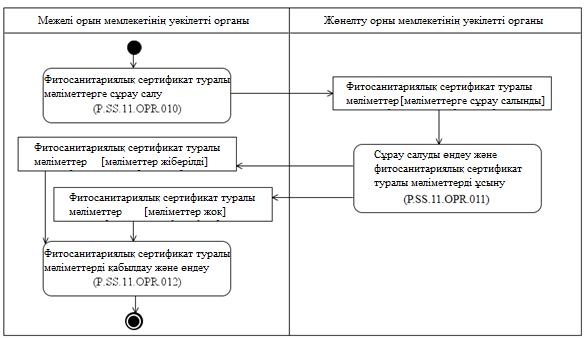 Межелі орын мемлекетінің уәкілетті органы
Жөнелту орны мемлекетінің уәкілетті органы
Фитосанитариялық сертификат туралы
мәліметтерге сұрау салу
(P.SS.11.OPR.010)
Фитосанитариялық сертификат туралы
мәліметтер[мәліметтерге сұрау салынды]
Фитосанитариялық сертификат туралы
мәліметтер [мәліметтер жіберілді]
Сұрау салуды өңдеу және
фитосанитариялық сертификат
туралы мәліметтерді ұсыну
(P.SS.11.OPR.011)
Фитосанитариялық сертификат туралы
мәліметтер [мәліметтер жоқ]
Фитосанитариялық сертификат туралы
мәліметтерді қабылдау және өңдеу
(P.SS.11.OPR.012)